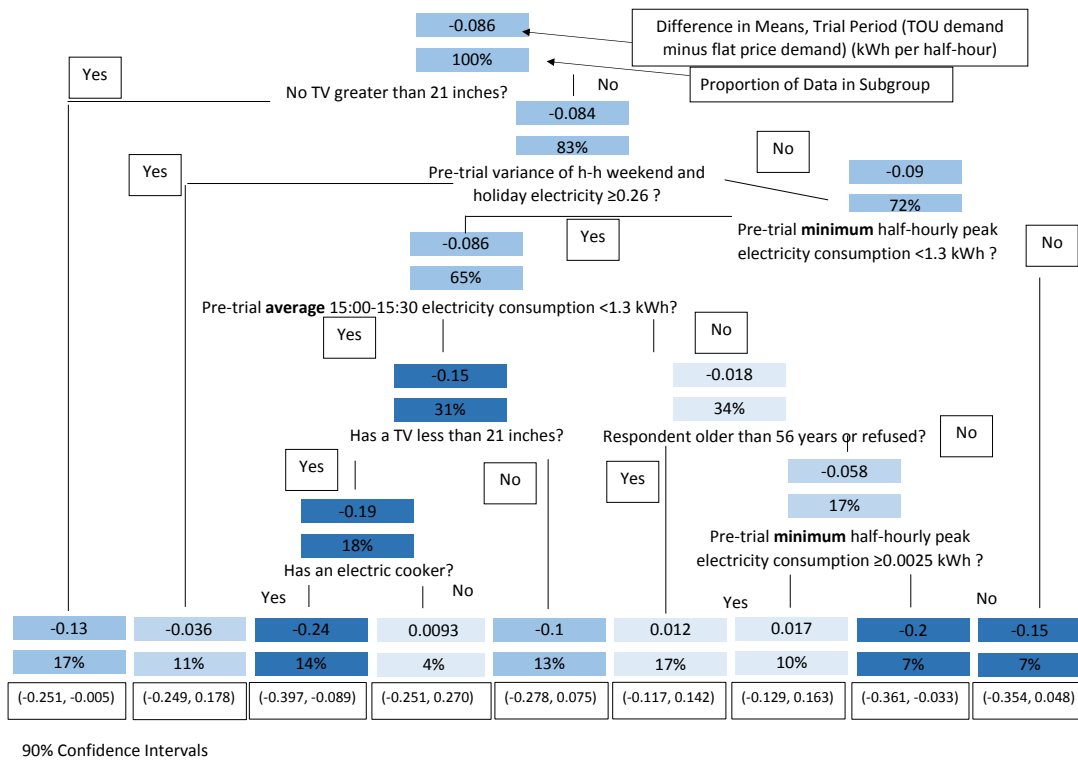 -0.086
Difference in Means, Trial Period (TOU demand
minus flat price demand) (kWh per half-hour)
100%
Yes
No
Proportion of Data in Subgroup
No TV greater than 21 inches?
-0.084
83%
Yes
No
Pre-trial variance of h-h weekend and
holiday electricity ≥0.26 ?
-0.09
72%
Yes
Pre-trial minimum half-hourly peak
electricity consumption <1.3 kWh ?
No
-0.086
65%
Pre-trial average 15:00-15:30 electricity consumption <1.3 kWh?
Yes
No
-0.15
31%
-0.018
34%
Has a TV less than 21 inches?
Respondent older than 56 years or refused?
Yes
No
Yes
No
-0.19
18%
-0.058
17%
Has an electric cooker?
Pre-trial minimum half-hourly peak
electricity consumption ≥0.0025 kWh ?
Yes
No
Yes
No
-0.13 -0.036 -0.24 0.0093 -0.1 0.012 0.017 -0.2 -0.15
17% 11% 14% 4% 13% 17% 10% 7% 7%
(-0.251, -0.005) (-0.249, 0.178) (-0.397, -0.089) (-0.251, 0.270) (-0.278, 0.075) (-0.117, 0.142) (-0.129, 0.163) (-0.361, -0.033) (-0.354, 0.048)
90% Confidence Intervals